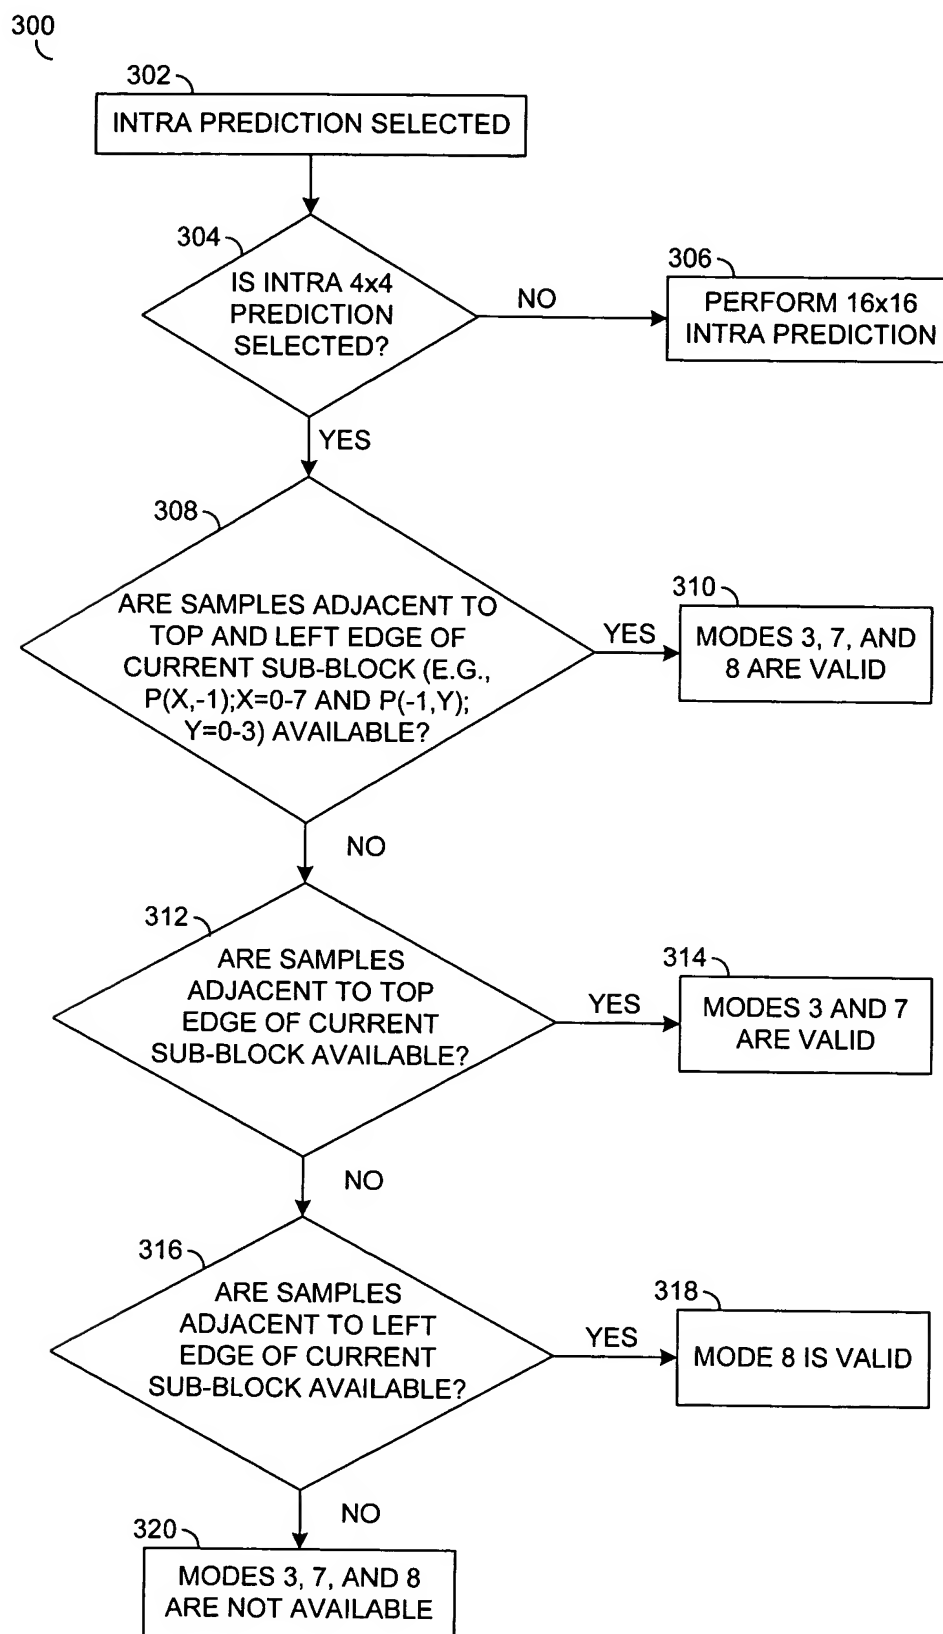 300
302
INTRA PREDICTION SELECTED
304
IS INTRA 4x4
PREDICTION
SELECTED?
NO
306
PERFORM 16x16
INTRA PREDICTION
YES
308
ARE SAMPLES ADJACENT TO
TOP AND LEFT EDGE OF
CURRENT SUB-BLOCK (E.G.,
P(X,-1);X=0-7 AND P(-1,Y);
Y=0-3) AVAILABLE?
YES
310
MODES 3, 7, AND
8 ARE VALID
NO
312
ARE SAMPLES
ADJACENT TO TOP
EDGE OF CURRENT
SUB-BLOCK AVAILABLE?
YES
314
MODES 3 AND 7
ARE VALID
NO
316
ARE SAMPLES
ADJACENT TO LEFT
EDGE OF CURRENT
SUB-BLOCK AVAILABLE?
YES
318
MODE 8 IS VALID
NO
320
MODES 3, 7, AND 8
ARE NOT AVAILABLE